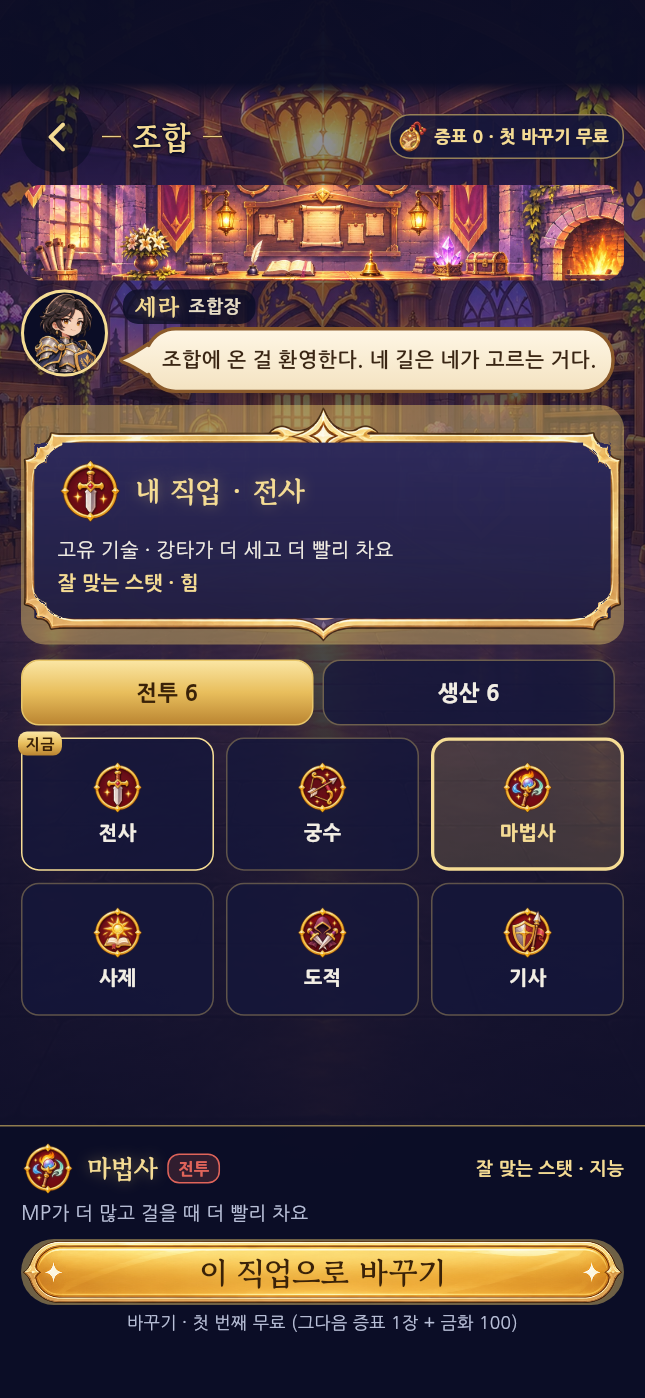 조합
증표 0 · 첫 바꾸기 무료
세라 조합장
조합에 온 걸 환영한다. 네 길은 네가 고르는 거다.
내 직업 · 전사
고유 기술 · 강타가 더 세고 더 빨리 차요
잘 맞는 스탯 · 힘
전투 6
생산 6
지금
전사
궁수
마법사
사제
도적
기사
마법사 전투
잘 맞는 스탯 · 지능
MP가 더 많고 걸을 때 더 빨리 차요
이 직업으로 바꾸기
바꾸기 · 첫 번째 무료 (그다음 증표 1장 + 금화 100)